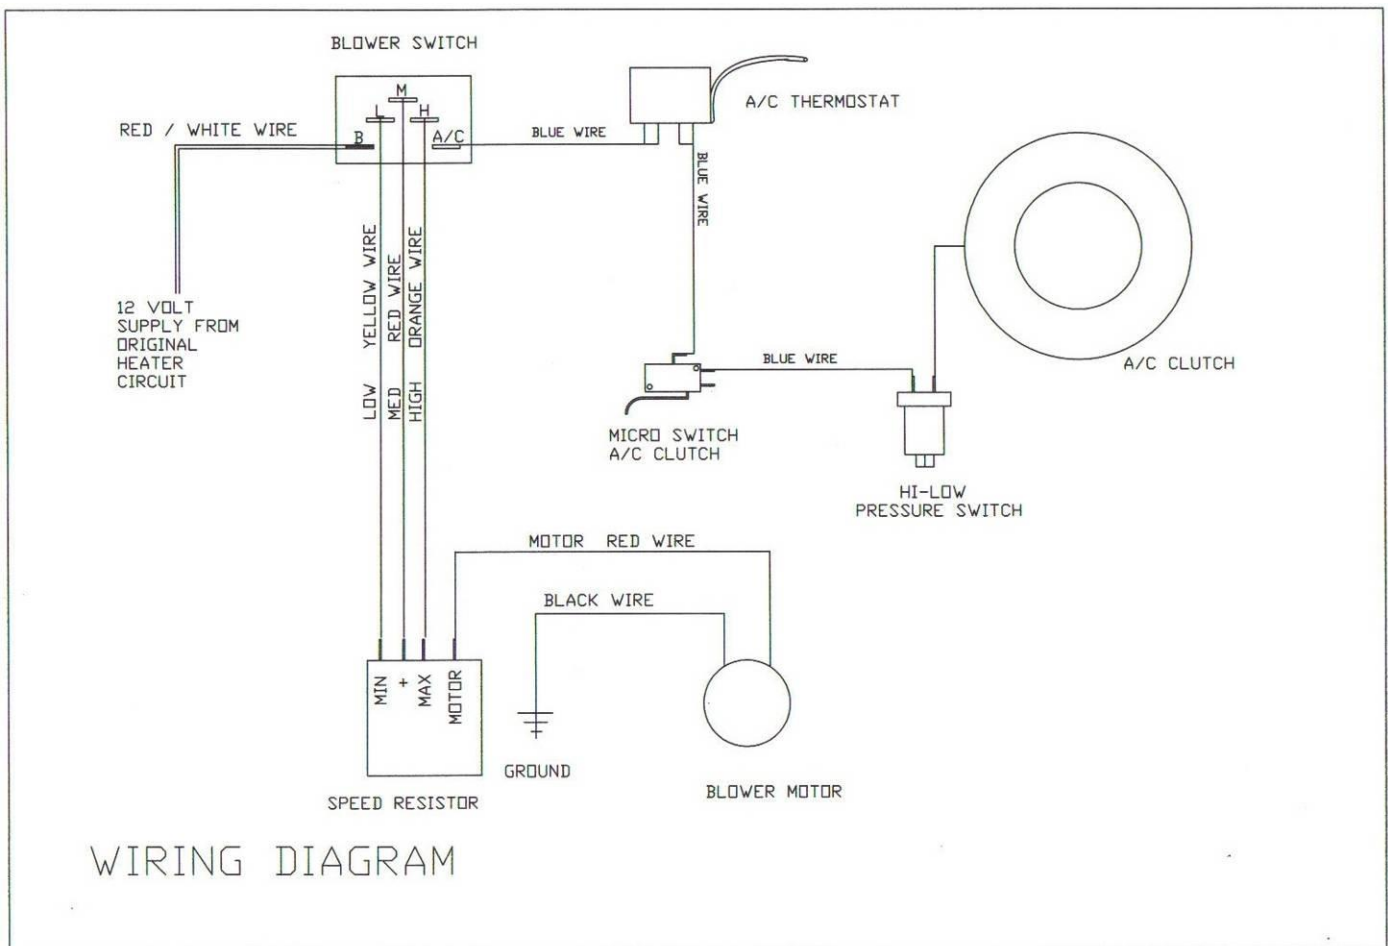 BLOWER SWITCH
M
L
H
B
A/C
RED / WHITE WIRE
BLUE WIRE
A/C THERMOSTAT
BLUE WIRE
12 VOLT
SUPPLY FROM
ORIGINAL
HEATER
CIRCUIT
LOW YELLOW WIRE
MED RED WIRE
HIGH ORANGE WIRE
BLUE WIRE
A/C CLUTCH
MICRO SWITCH
A/C CLUTCH
HI-LOW
PRESSURE SWITCH
MOTOR RED WIRE
BLACK WIRE
MIN
+
MAX
MOTOR
GROUND
SPEED RESISTOR
BLOWER MOTOR
WIRING DIAGRAM